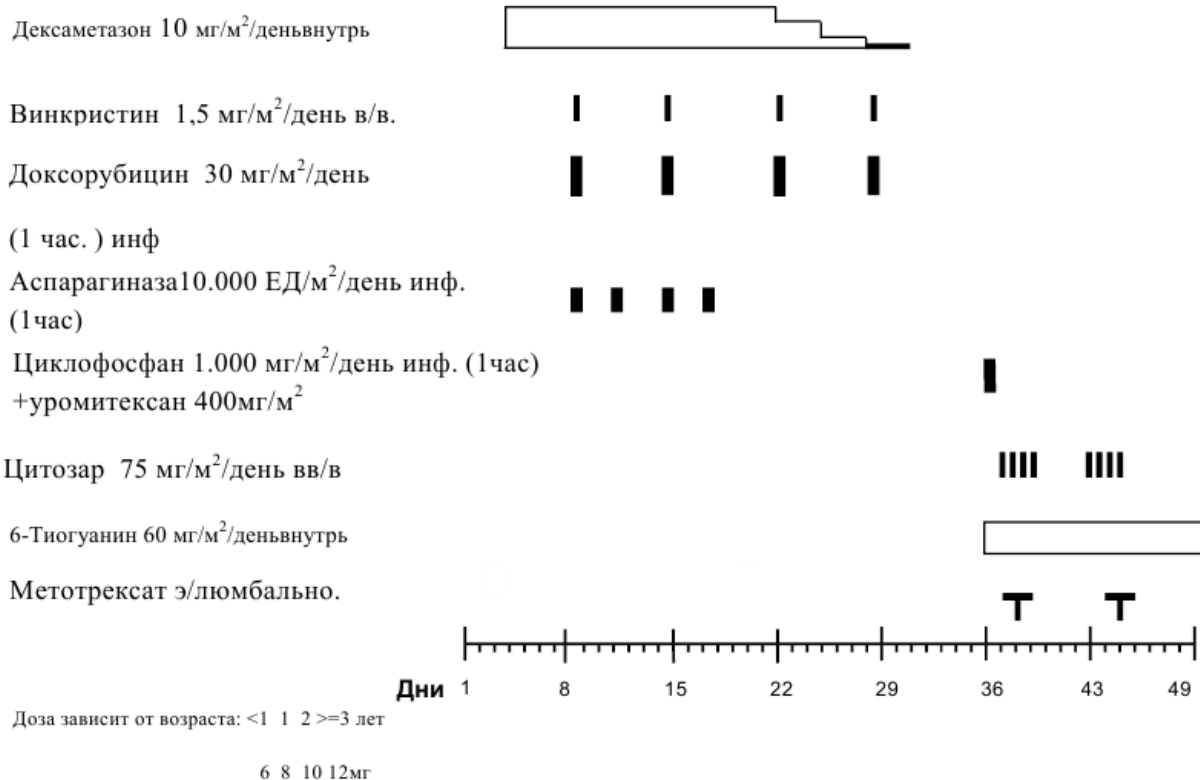 Дексаметазон 10 мг/м²/деньвнутрь
Винкристин 1,5 мг/м²/день в/в.
Доксорубицин 30 мг/м²/день
(1 час. ) инф
Аспарагиназа10.000 ЕД/м²/день инф.
(1час)
Циклофосфан 1.000 мг/м²/день инф. (1час)
+уромитексан 400мг/м²
Цитозар 75 мг/м²/день вв/в
6-Тиогуанин 60 мг/м²/деньвнутрь
Метотрексат э/люмбально.
Дни 1 8 15 22 29 36 43 49
Доза зависит от возраста: <1 1 2 >=3 лет
6 8 10 12мг